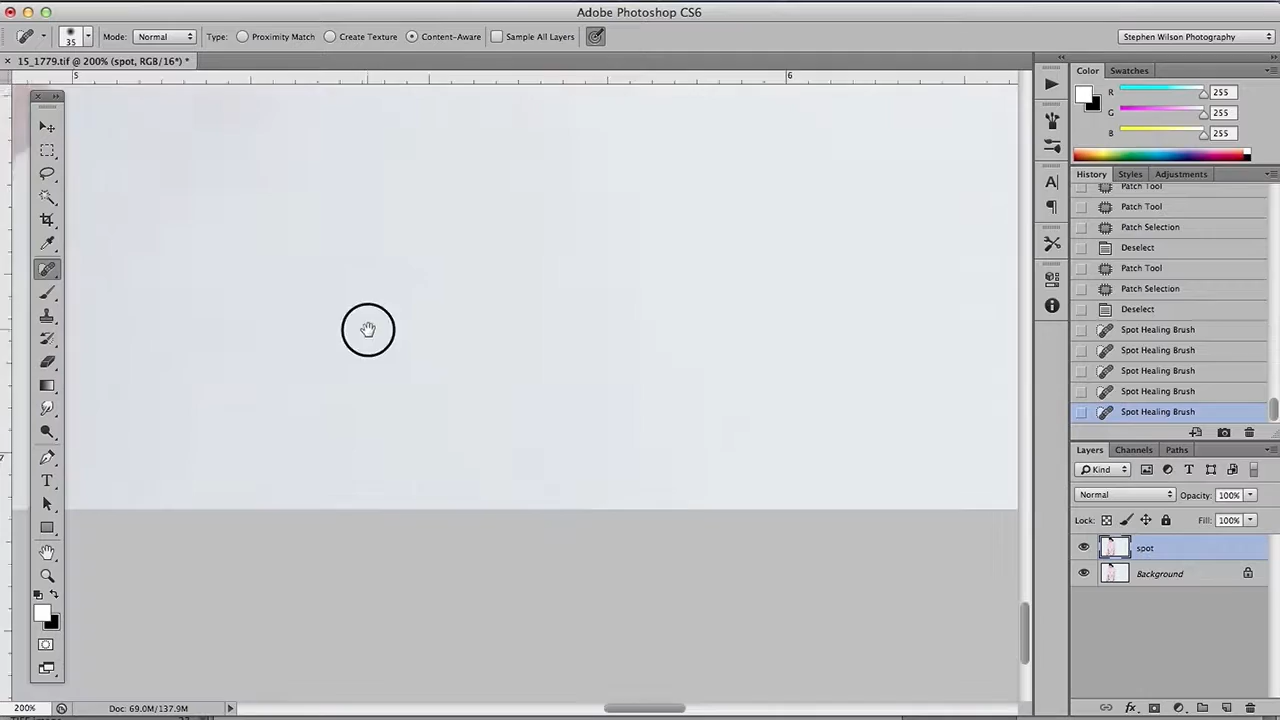 Adobe Photoshop CS6
35 Mode: Normal Type: Proximity Match Create Texture Content-Aware Sample All Layers Stephen Wilson Photography
15_1779.tif @ 200% (spot, RGB/16*) *
5 6
Color Swatches
R 255
G 255
B 255
History Styles Adjustments
Patch Tool
Patch Tool
Patch Selection
Deselect
Patch Tool
Patch Selection
Deselect
Spot Healing Brush
Spot Healing Brush
Spot Healing Brush
Spot Healing Brush
Spot Healing Brush
Layers Channels Paths
Kind
Normal Opacity: 100%
Lock: Fill: 100%
spot
Background
200% Doc: 69.0M/137.9M